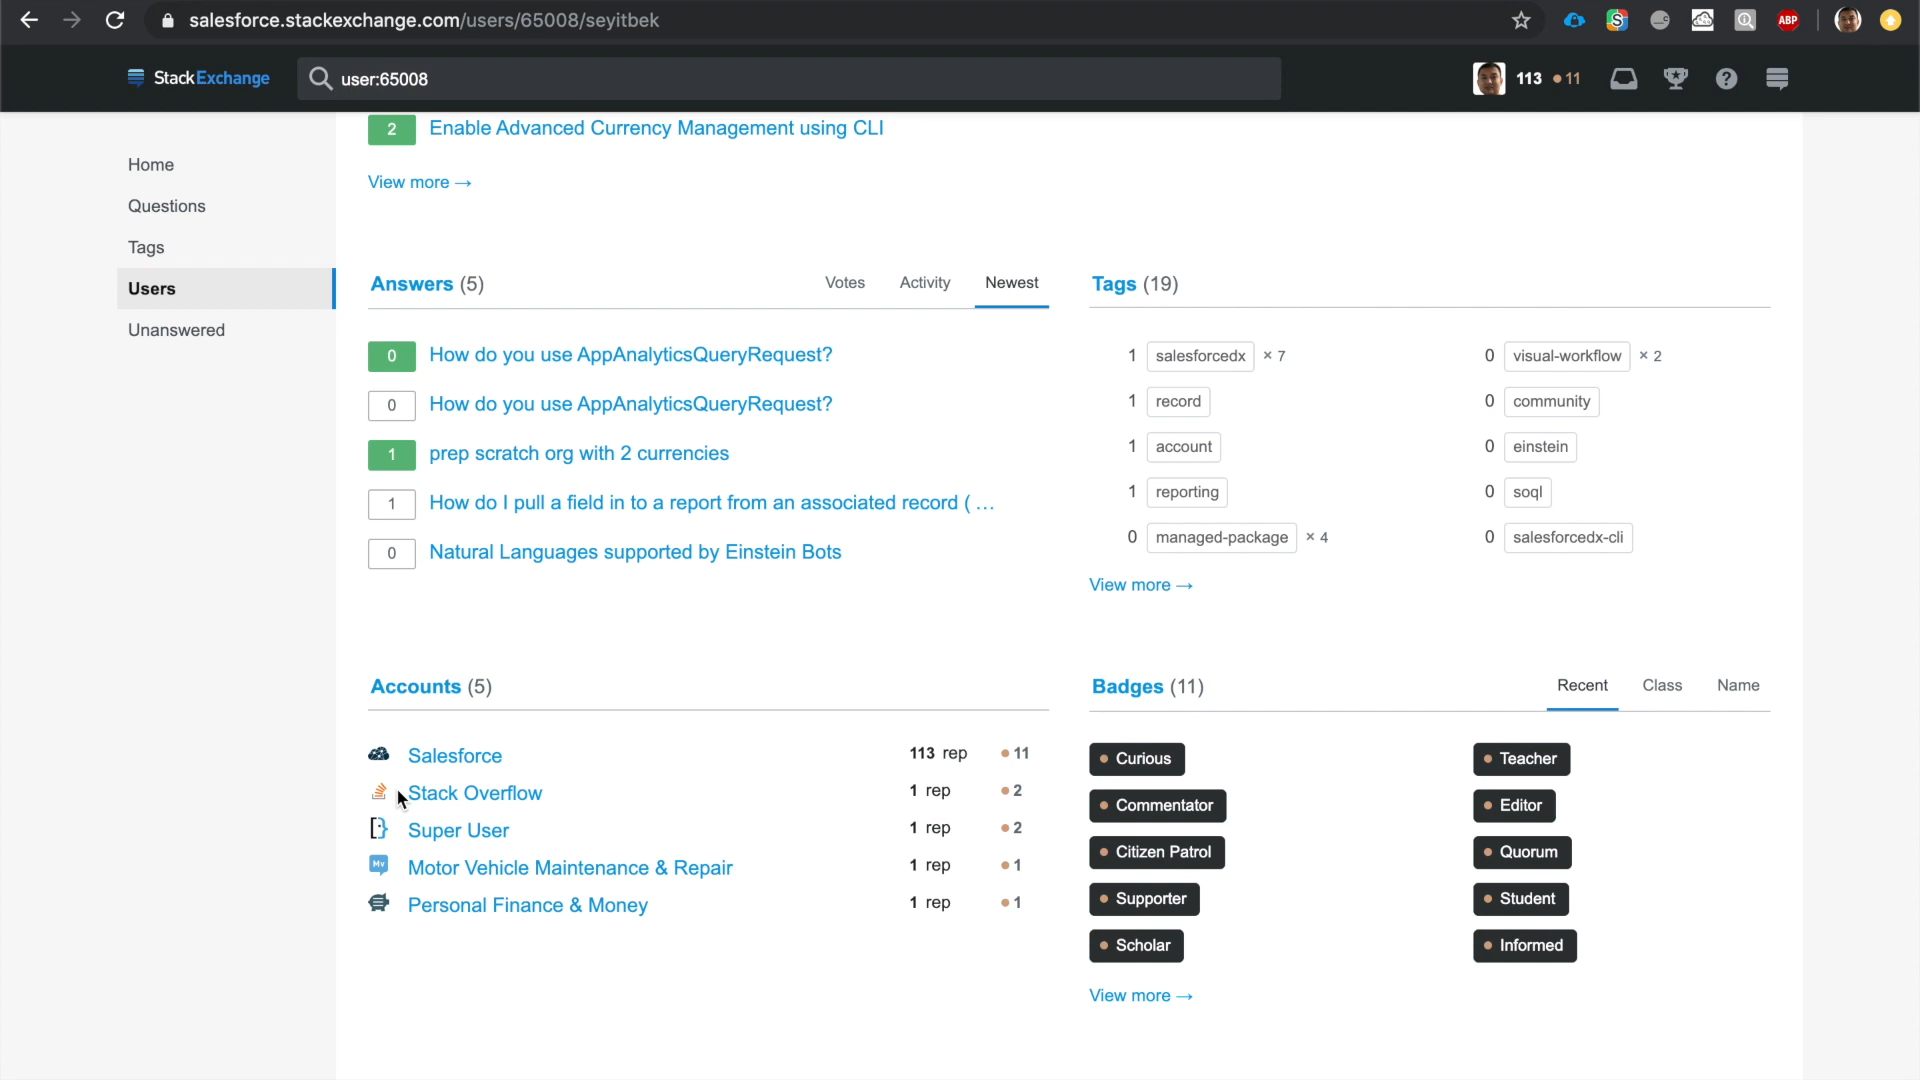 salesforce.stackexchange.com/users/65008/seyitbek
ABP
StackExchange
user:65008
113 11
Home
Questions
Tags
Users
Unanswered
2 Enable Advanced Currency Management using CLI
View more →
Answers (5)
Votes Activity Newest
0 How do you use AppAnalyticsQueryRequest?
0 How do you use AppAnalyticsQueryRequest?
1 prep scratch org with 2 currencies
1 How do I pull a field in to a report from an associated record ( …
0 Natural Languages supported by Einstein Bots
Tags (19)
1 salesforcedx × 7
0 visual-workflow × 2
1 record
0 community
1 account
0 einstein
1 reporting
0 soql
0 managed-package × 4
0 salesforcedx-cli
View more →
Accounts (5)
Salesforce 113 rep 11
Stack Overflow 1 rep 2
Super User 1 rep 2
Mv Motor Vehicle Maintenance & Repair 1 rep 1
Personal Finance & Money 1 rep 1
Badges (11)
Recent Class Name
Curious
Teacher
Commentator
Editor
Citizen Patrol
Quorum
Supporter
Student
Scholar
Informed
View more →